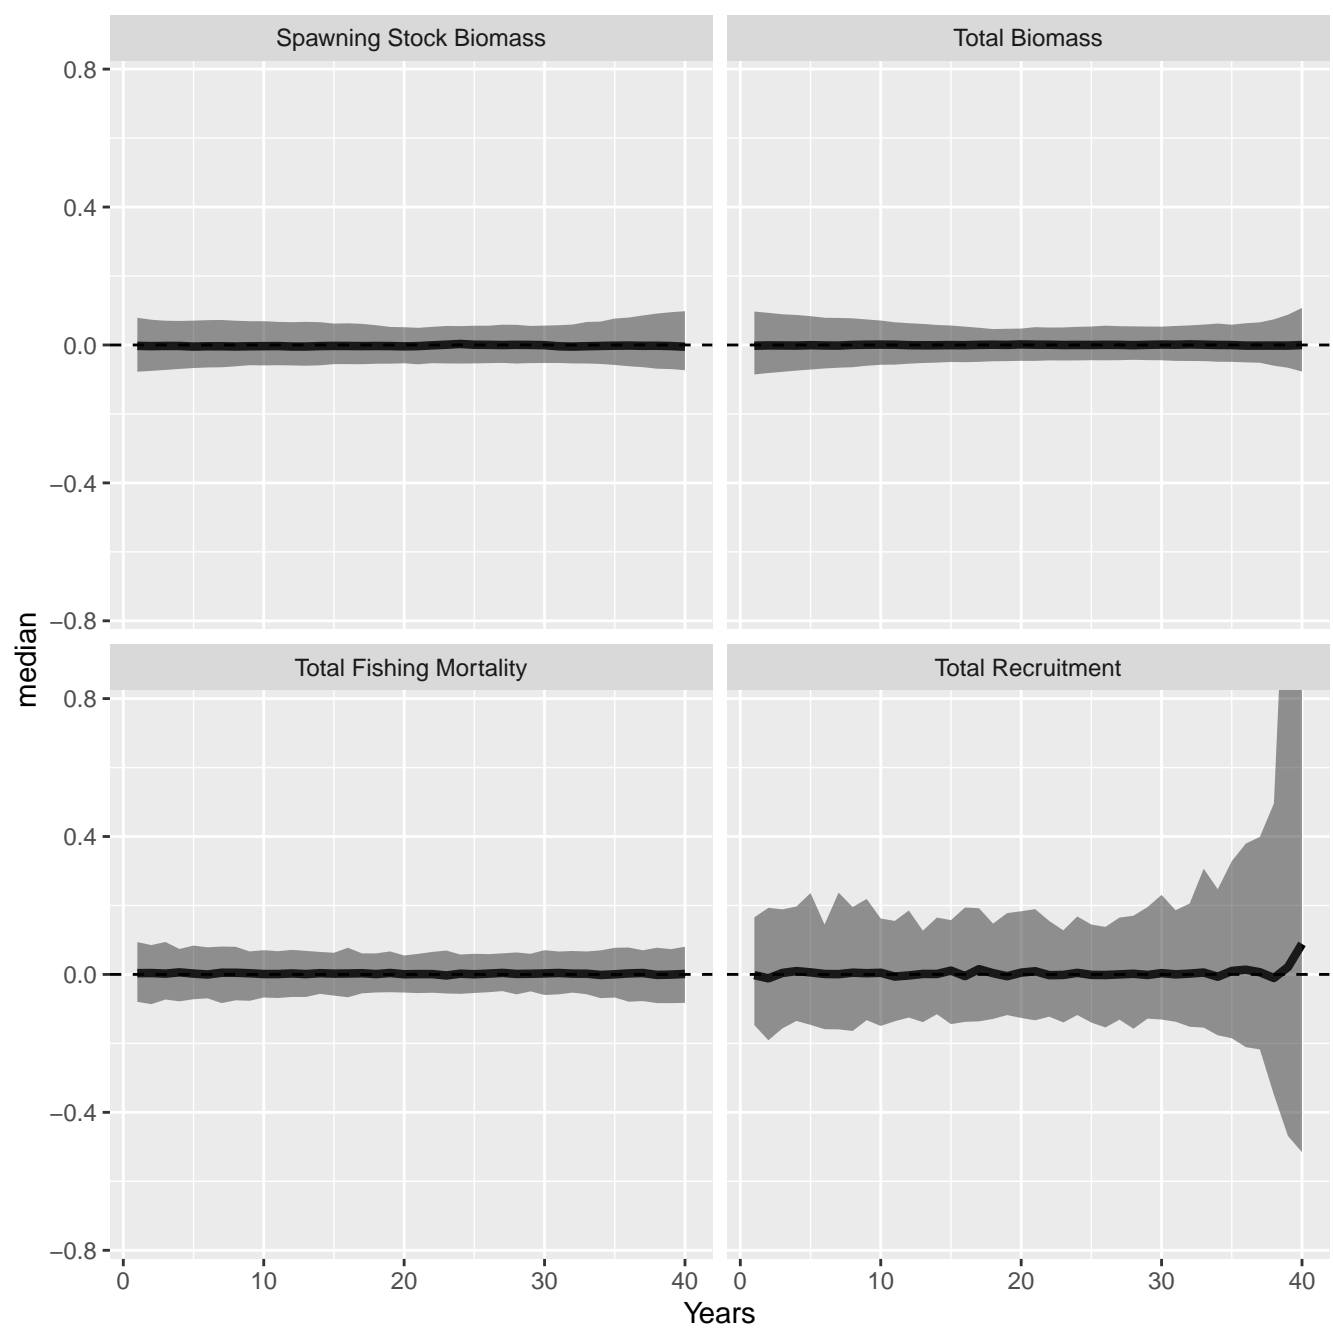 Spawning Stock Biomass
Total Biomass
0.8
0.4
0.0
−0.4
−0.8
Total Fishing Mortality
Total Recruitment
0.8
0.4
0.0
−0.4
−0.8
median
0 10 20 30 40
0 10 20 30 40
Years